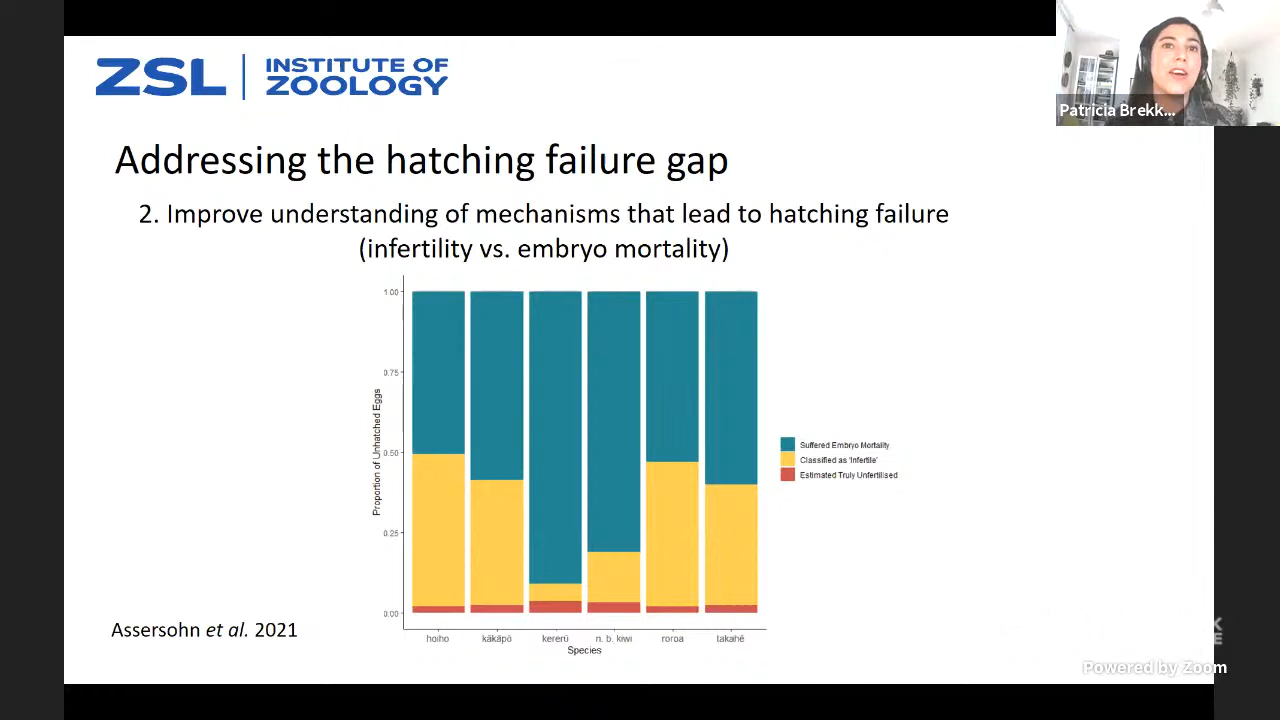 ZSL
INSTITUTE OF
ZOOLOGY
Patricia Brekk...
Addressing the hatching failure gap
2. Improve understanding of mechanisms that lead to hatching failure
(infertility vs. embryo mortality)
1.00
0.75
0.50
0.25
0.00
Proportion of Unhatched Eggs
hoiho
kākāpō
kererū
n. b. kiwi
roroa
takahē
Species
Suffered Embryo Mortality
Classified as 'Infertile'
Estimated Truly Unfertilised
Assersohn et al. 2021
Powered by Zoom